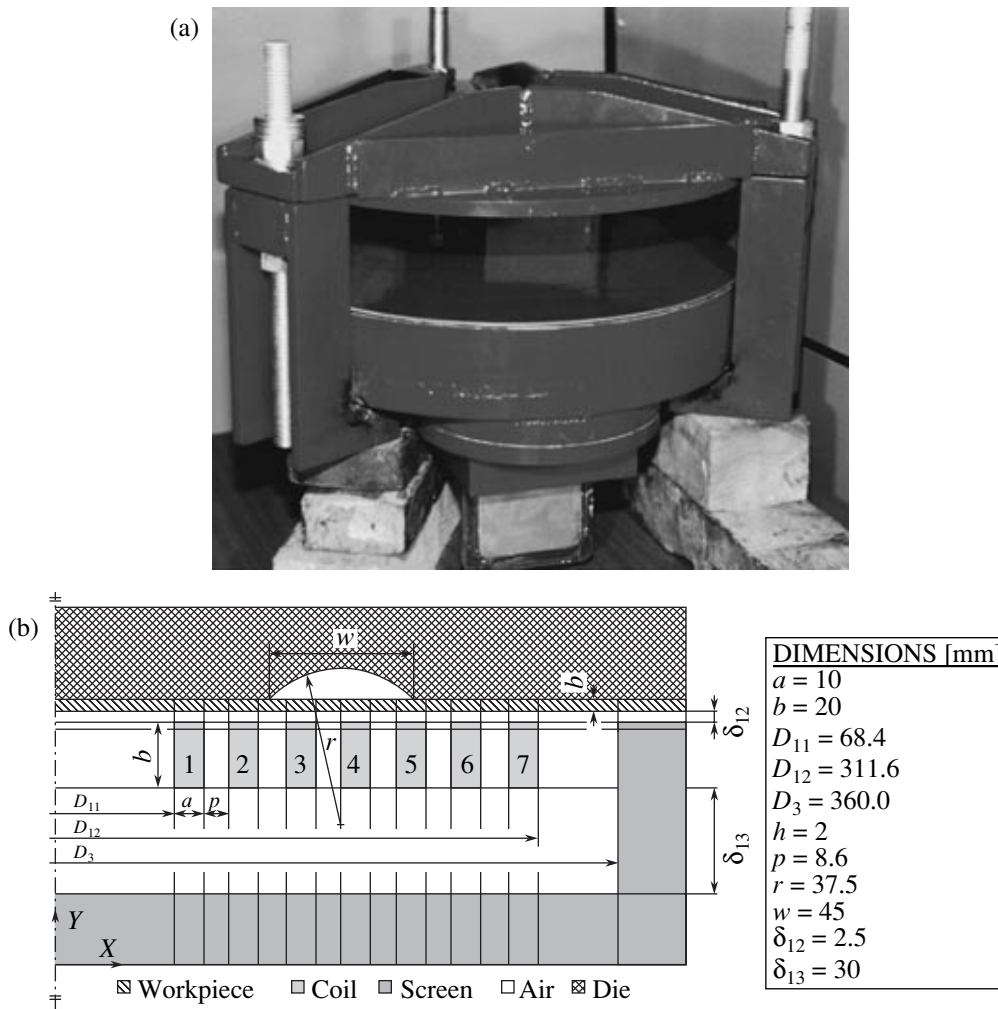 (a)
(b)
w
b
δ12
b
r
1 2 3 4 5 6 7
D11
a
p
D12
D3
δ13
Y
X
Workpiece Coil Screen Air Die
DIMENSIONS [mm]
a = 10
b = 20
D11 = 68.4
D12 = 311.6
D3 = 360.0
h = 2
p = 8.6
r = 37.5
w = 45
δ12 = 2.5
δ13 = 30